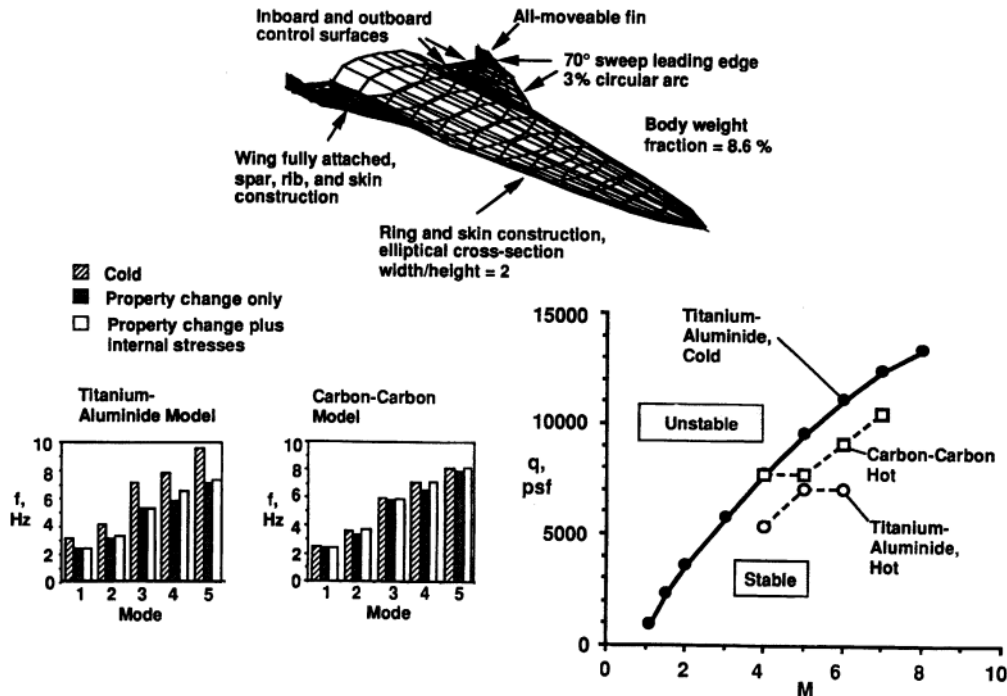 Inboard and outboard
control surfaces
All-moveable fin
70° sweep leading edge
3% circular arc
Body weight
fraction = 8.6 %
Wing fully attached,
spar, rib, and skin
construction
Ring and skin construction,
elliptical cross-section
width/height = 2
Cold
Property change only
Property change plus
internal stresses
Titanium-
Aluminide Model
10
8
6
4
2
0
f,
Hz
1 2 3 4 5
Mode
Carbon-Carbon
Model
10
8
6
4
2
0
f,
Hz
1 2 3 4 5
Mode
15000
10000
5000
0
q,
psf
Titanium-
Aluminide,
Cold
Unstable
Carbon-Carbon
Hot
Titanium-
Aluminide,
Hot
Stable
0 2 4 6 8 10
M